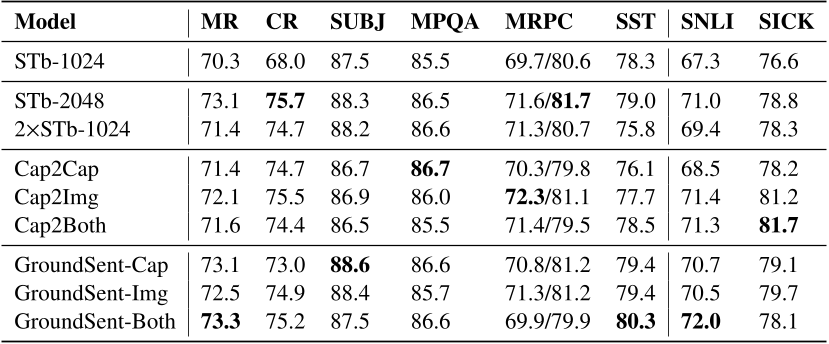 Model MR CR SUBJ MPQA MRPC SST SNLI SICK
STb-1024 70.3 68.0 87.5 85.5 69.7/80.6 78.3 67.3 76.6
STb-2048 73.1 75.7 88.3 86.5 71.6/81.7 79.0 71.0 78.8
2×STb-1024 71.4 74.7 88.2 86.6 71.3/80.7 75.8 69.4 78.3
Cap2Cap 71.4 74.7 86.7 86.7 70.3/79.8 76.1 68.5 78.2
Cap2Img 72.1 75.5 86.9 86.0 72.3/81.1 77.7 71.4 81.2
Cap2Both 71.6 74.4 86.5 85.5 71.4/79.5 78.5 71.3 81.7
GroundSent-Cap 73.1 73.0 88.6 86.6 70.8/81.2 79.4 70.7 79.1
GroundSent-Img 72.5 74.9 88.4 85.7 71.3/81.2 79.4 70.5 79.7
GroundSent-Both 73.3 75.2 87.5 86.6 69.9/79.9 80.3 72.0 78.1